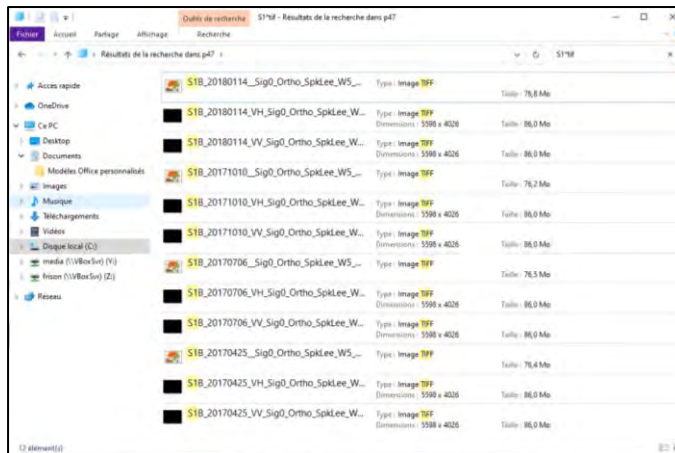 Outils de recherche S1*tif - Résultats de la recherche dans p47
Fichier Accueil Partage Affichage Recherche
Résultats de la recherche dans p47
S1*tif
Accès rapide
OneDrive
Ce PC
Desktop
Documents
Modèles Office personnalisés
Images
Musique
Téléchargements
Vidéos
Disque local (C:)
media (\\VBoxSvr) (Y:)
frison (\\VBoxSvr) (Z:)
Réseau
S1B_20180114__Sig0_Ortho_SpkLee_W5_... Type : Image TIFF
Taille : 76,8 Mo
S1B_20180114_VH_Sig0_Ortho_SpkLee_W... Type : Image TIFF
Dimensions : 5598 x 4026 Taille : 86,0 Mo
S1B_20180114_VV_Sig0_Ortho_SpkLee_W... Type : Image TIFF
Dimensions : 5598 x 4026 Taille : 86,0 Mo
S1B_20171010__Sig0_Ortho_SpkLee_W5_... Type : Image TIFF
Taille : 76,2 Mo
S1B_20171010_VH_Sig0_Ortho_SpkLee_W... Type : Image TIFF
Dimensions : 5598 x 4026 Taille : 86,0 Mo
S1B_20171010_VV_Sig0_Ortho_SpkLee_W... Type : Image TIFF
Dimensions : 5598 x 4026 Taille : 86,0 Mo
S1B_20170706__Sig0_Ortho_SpkLee_W5_... Type : Image TIFF
Taille : 76,5 Mo
S1B_20170706_VH_Sig0_Ortho_SpkLee_W... Type : Image TIFF
Dimensions : 5598 x 4026 Taille : 86,0 Mo
S1B_20170706_VV_Sig0_Ortho_SpkLee_W... Type : Image TIFF
Dimensions : 5598 x 4026 Taille : 86,0 Mo
S1B_20170425__Sig0_Ortho_SpkLee_W5_... Type : Image TIFF
Taille : 76,4 Mo
S1B_20170425_VH_Sig0_Ortho_SpkLee_W... Type : Image TIFF
Dimensions : 5598 x 4026 Taille : 86,0 Mo
S1B_20170425_VV_Sig0_Ortho_SpkLee_W... Type : Image TIFF
Dimensions : 5598 x 4026 Taille : 86,0 Mo
12 élément(s)